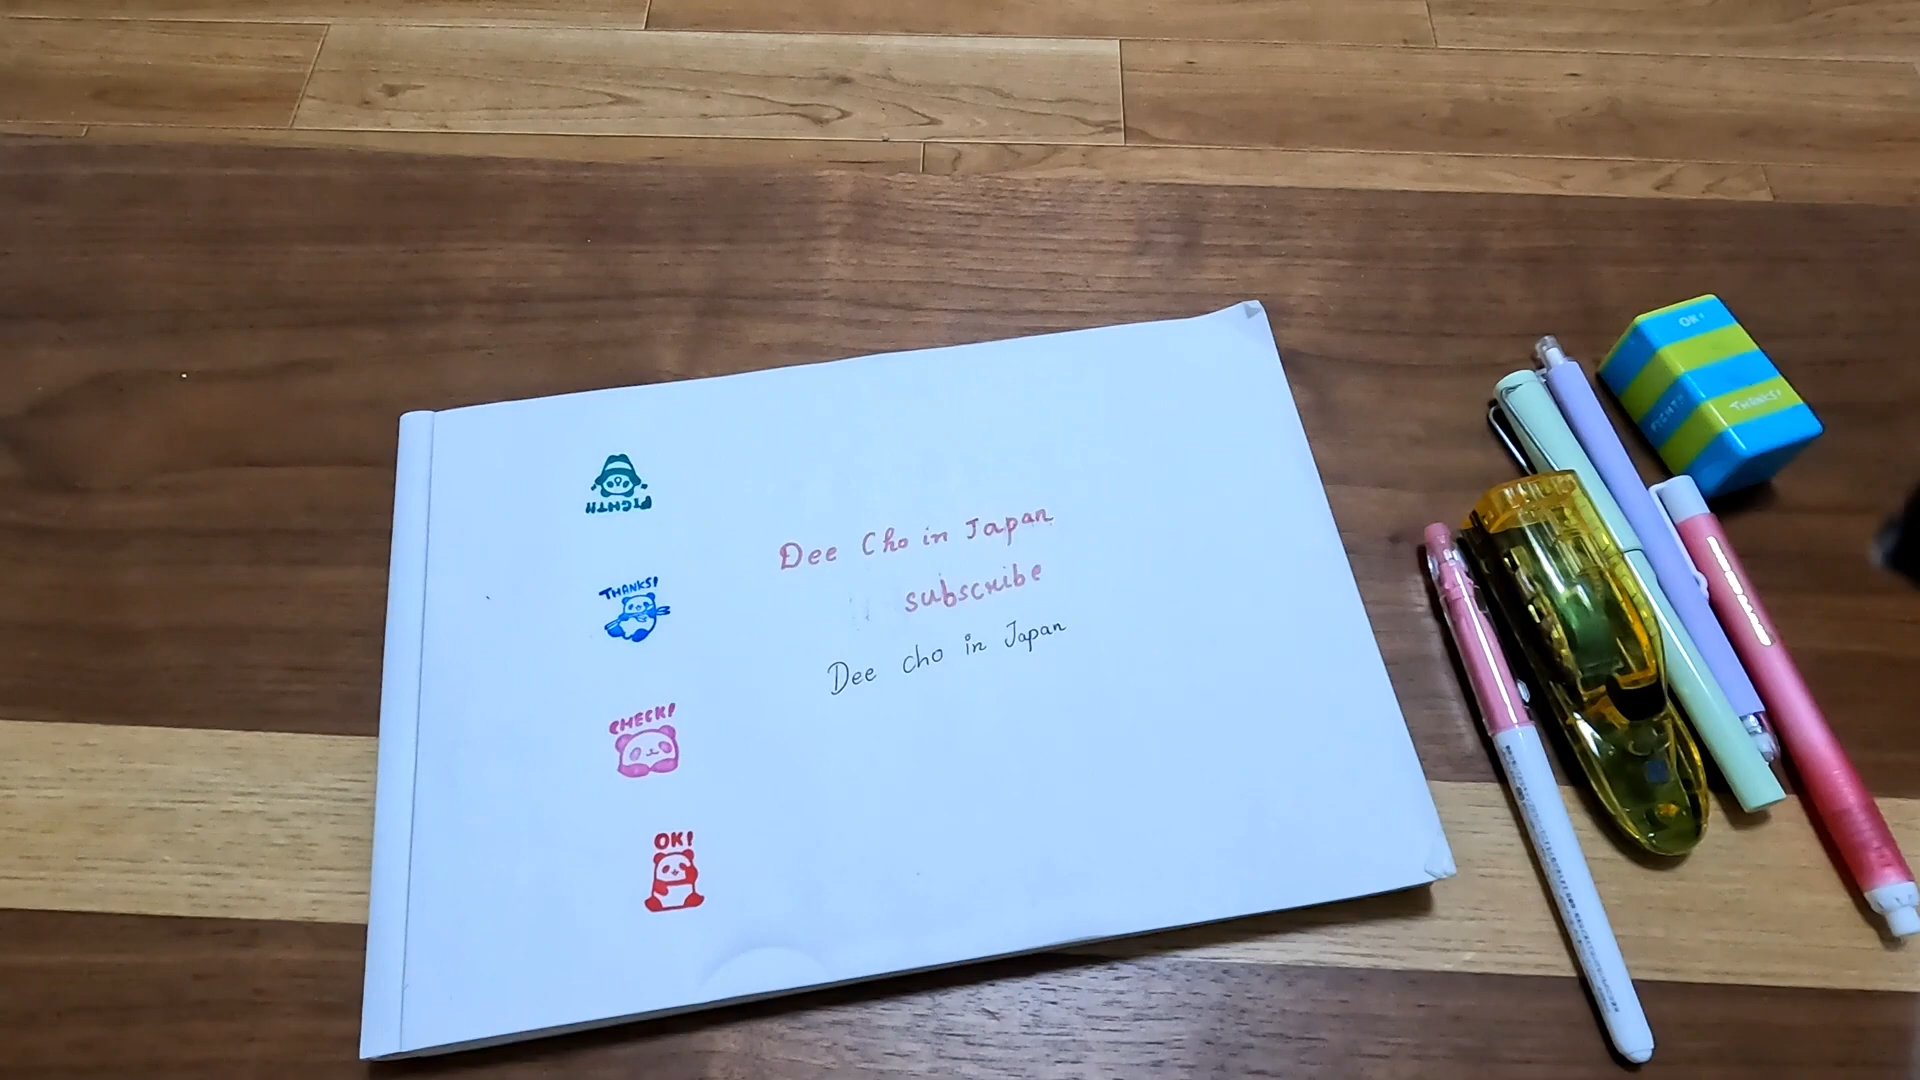 FIGHT!!
THANKS!
CHECK!
OK!
Dee Cho in Japan
subscribe
Dee cho in Japan
OK!
THANKS!
FIGHT!!